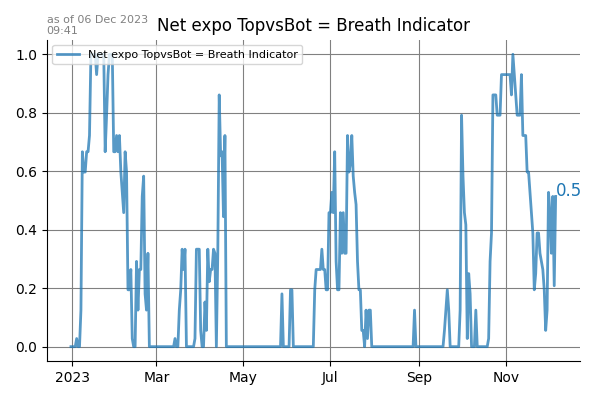 as of 06 Dec 2023
09:41
Net expo TopvsBot = Breath Indicator
Net expo TopvsBot = Breath Indicator
1.0
0.8
0.6
0.4
0.2
0.0
0.5
2023 Mar May Jul Sep Nov